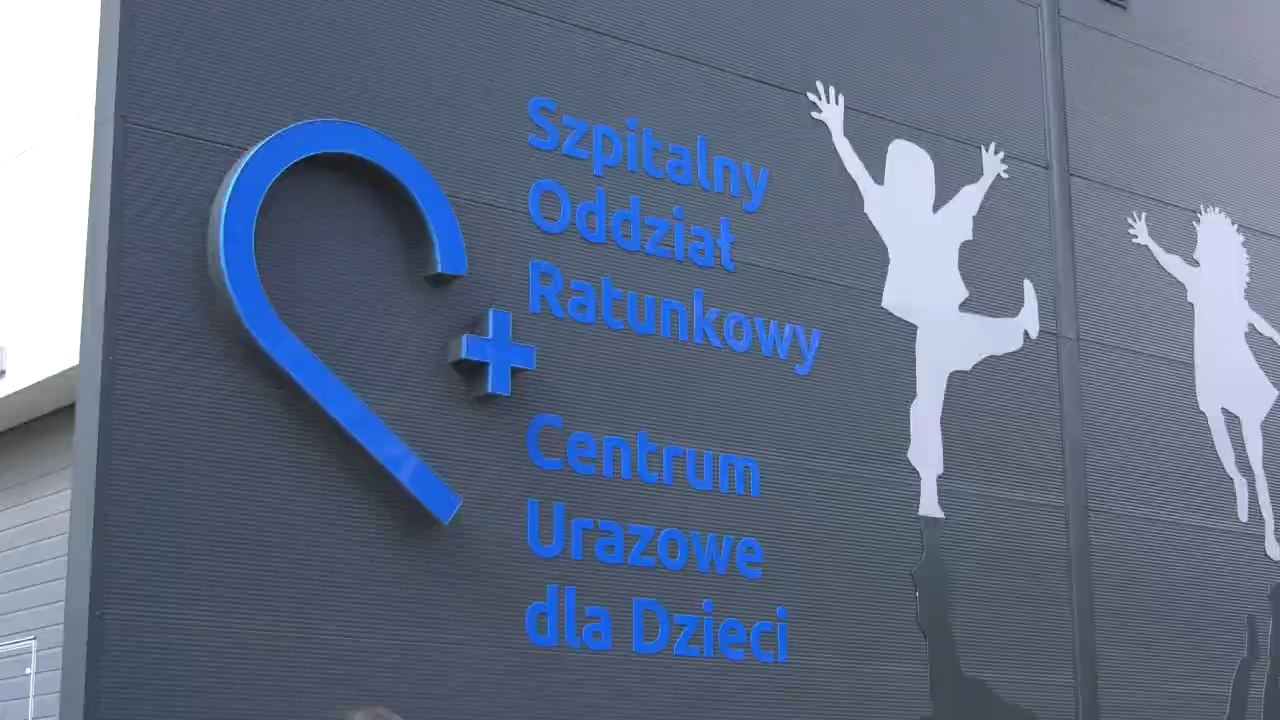 Szpitalny
Oddział
Ratunkowy
Centrum
Urazowe
dla Dzieci